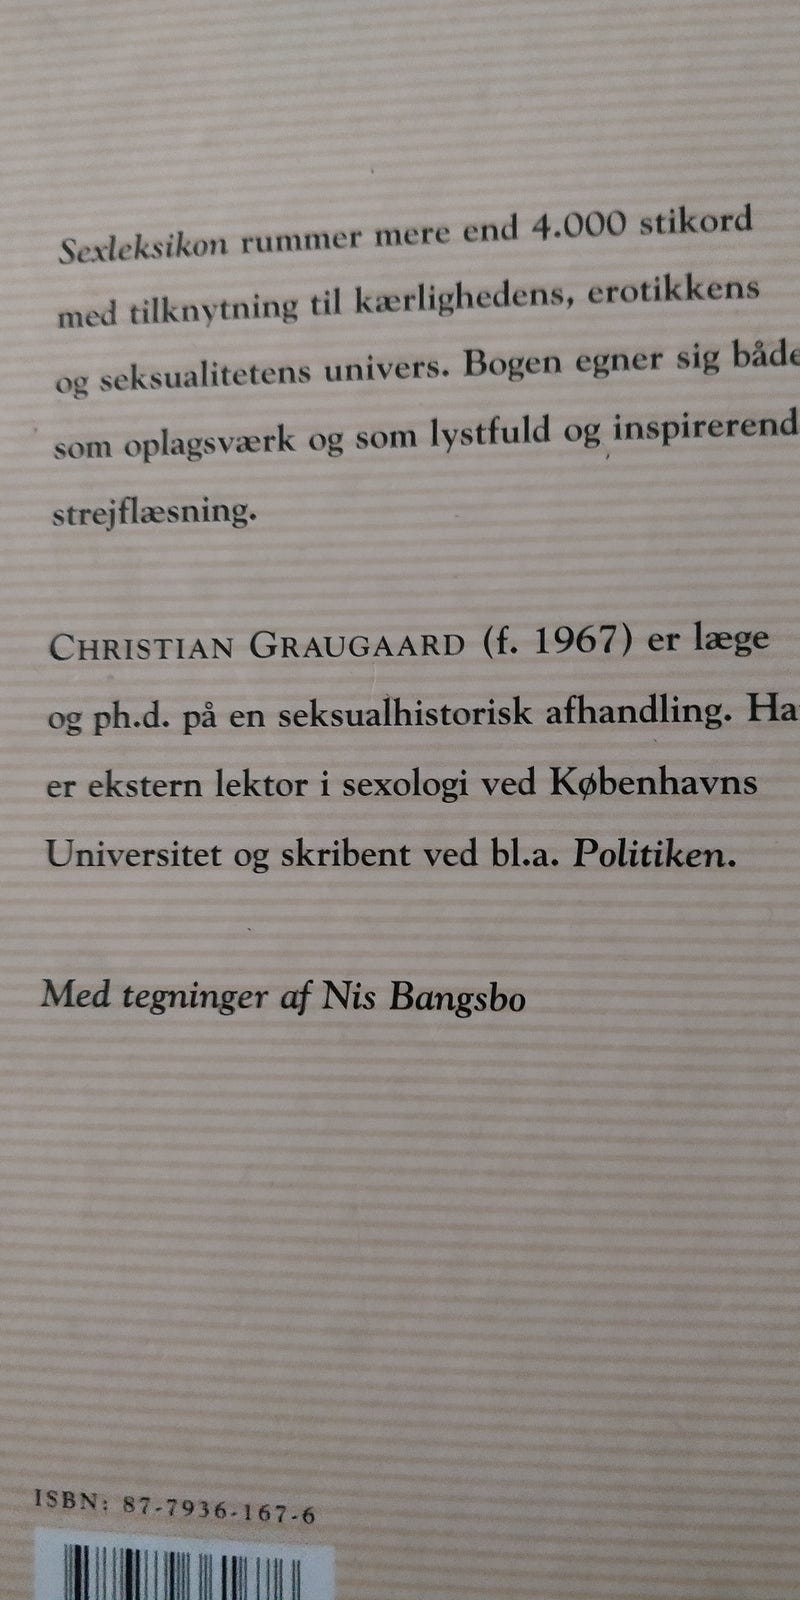 Sexleksikon rummer mere end 4.000 stikord
med tilknytning til kærlighedens, erotikkens
og seksualitetens univers. Bogen egner sig både
som oplagsværk og som lystfuld og inspirerend
strejflæsning.
CHRISTIAN GRAUGAARD (f. 1967) er læge
og ph.d. på en seksualhistorisk afhandling. Ha
er ekstern lektor i sexologi ved Københavns
Universitet og skribent ved bl.a. Politiken.
Med tegninger af Nis Bangsbo
ISBN: 87-7936-167-6